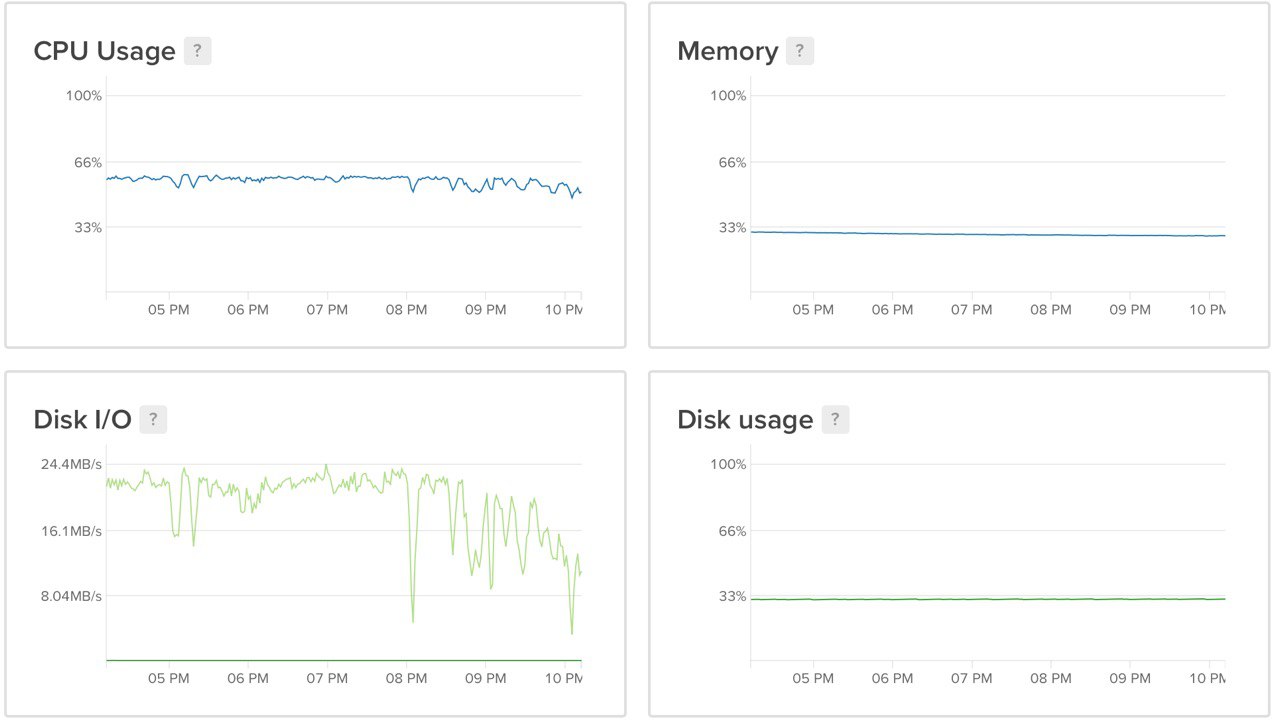 CPU Usage ?
100%
66%
33%
05 PM 06 PM 07 PM 08 PM 09 PM 10 PM
Memory ?
100%
66%
33%
05 PM 06 PM 07 PM 08 PM 09 PM 10 PM
Disk I/O ?
24.4MB/s
16.1MB/s
8.04MB/s
05 PM 06 PM 07 PM 08 PM 09 PM 10 PM
Disk usage ?
100%
66%
33%
05 PM 06 PM 07 PM 08 PM 09 PM 10 PM